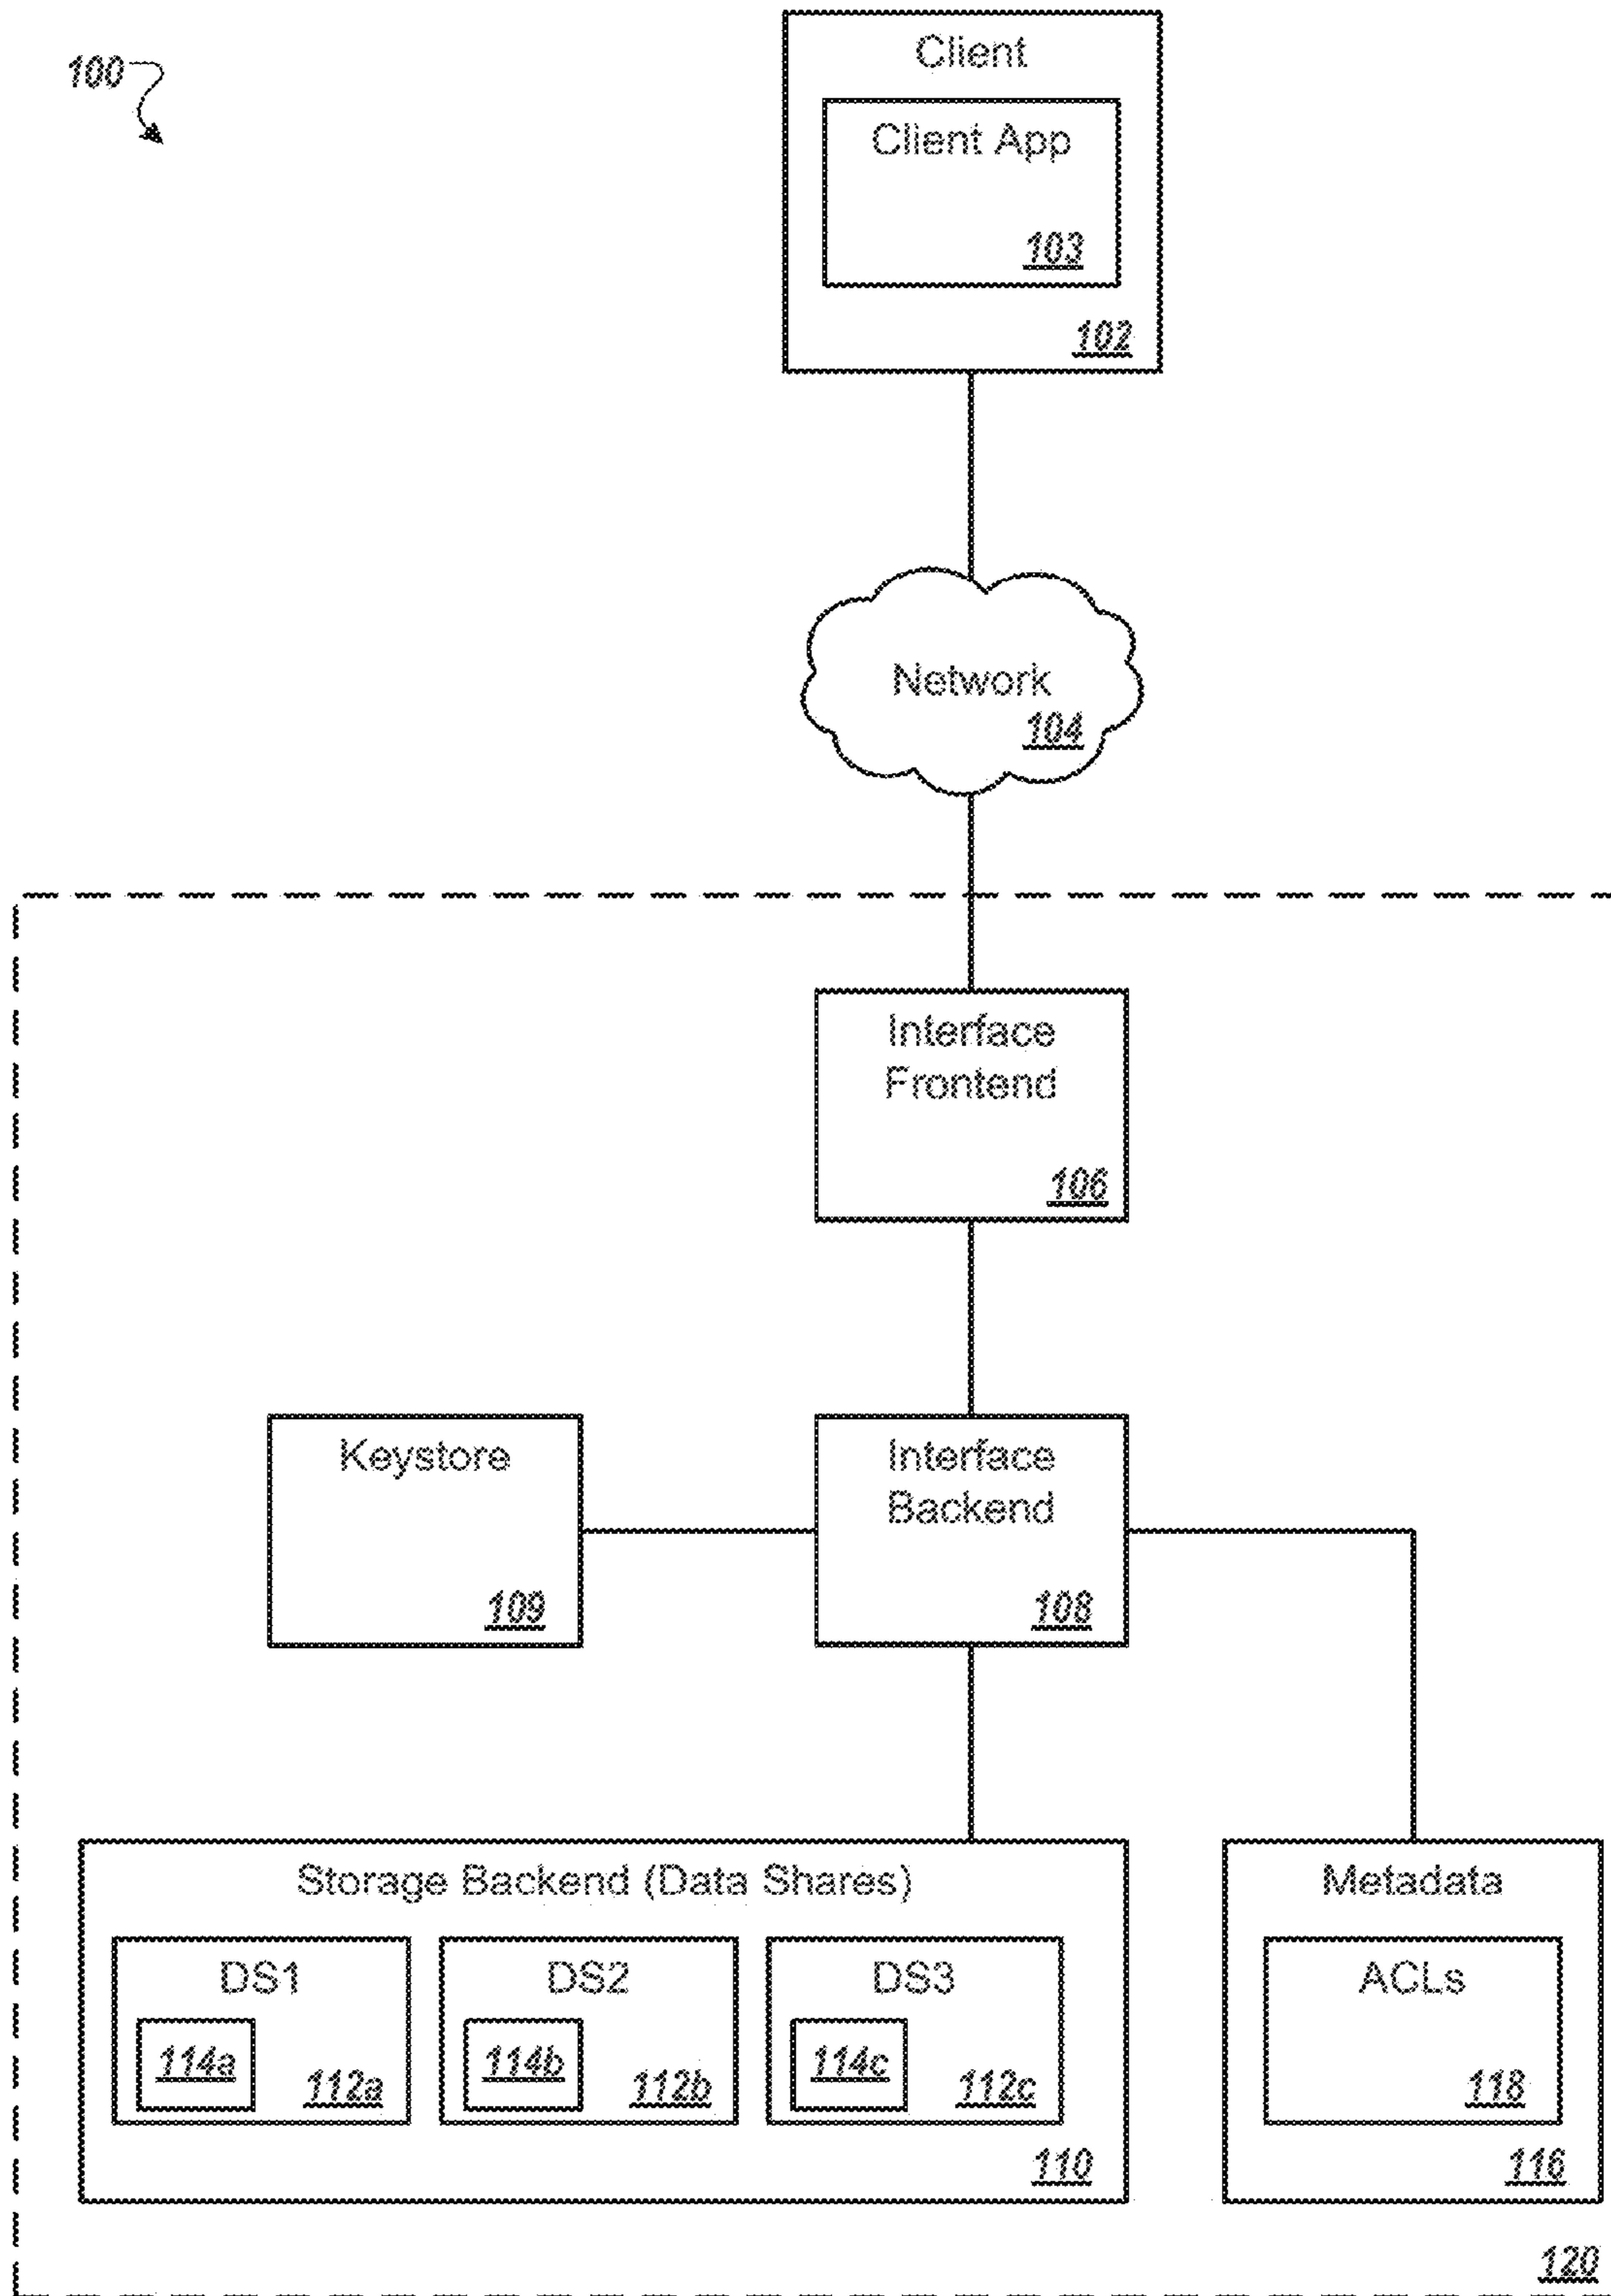 100
Client
Client App
103
102
Network
104
Interface
Frontend
106
Keystore
109
Interface
Backend
108
Storage Backend (Data Shares)
DS1
114a
112a
DS2
114b
112b
DS3
114c
112c
110
Metadata
ACLs
118
116
120